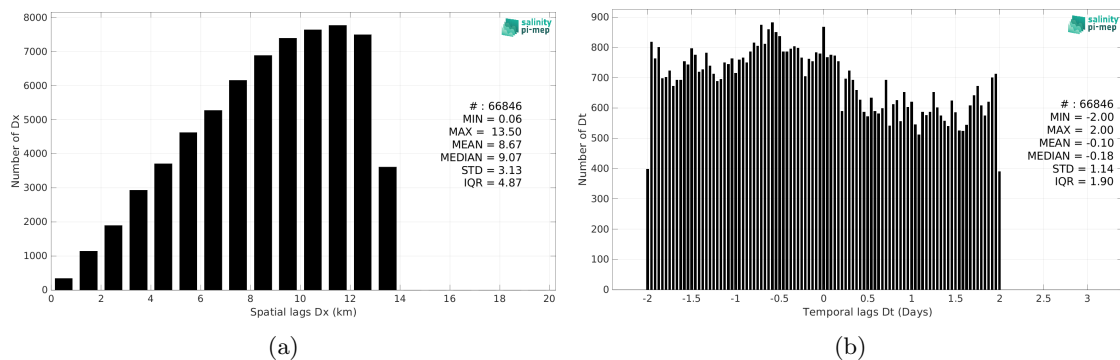 8000
7000
6000
5000
4000
3000
2000
1000
0
Number of Dx
salinity
pi-mep
# : 66846
MIN = 0.06
MAX = 13.50
MEAN = 8.67
MEDIAN = 9.07
STD = 3.13
IQR = 4.87
0 2 4 6 8 10 12 14 16 18 20
Spatial lags Dx (km)
(a)
900
800
700
600
500
400
300
200
100
0
Number of Dt
salinity
pi-mep
# : 66846
MIN = -2.00
MAX = 2.00
MEAN = -0.10
MEDIAN = -0.18
STD = 1.14
IQR = 1.90
-2 -1.5 -1 -0.5 0 0.5 1 1.5 2 2.5 3
Temporal lags Dt (Days)
(b)